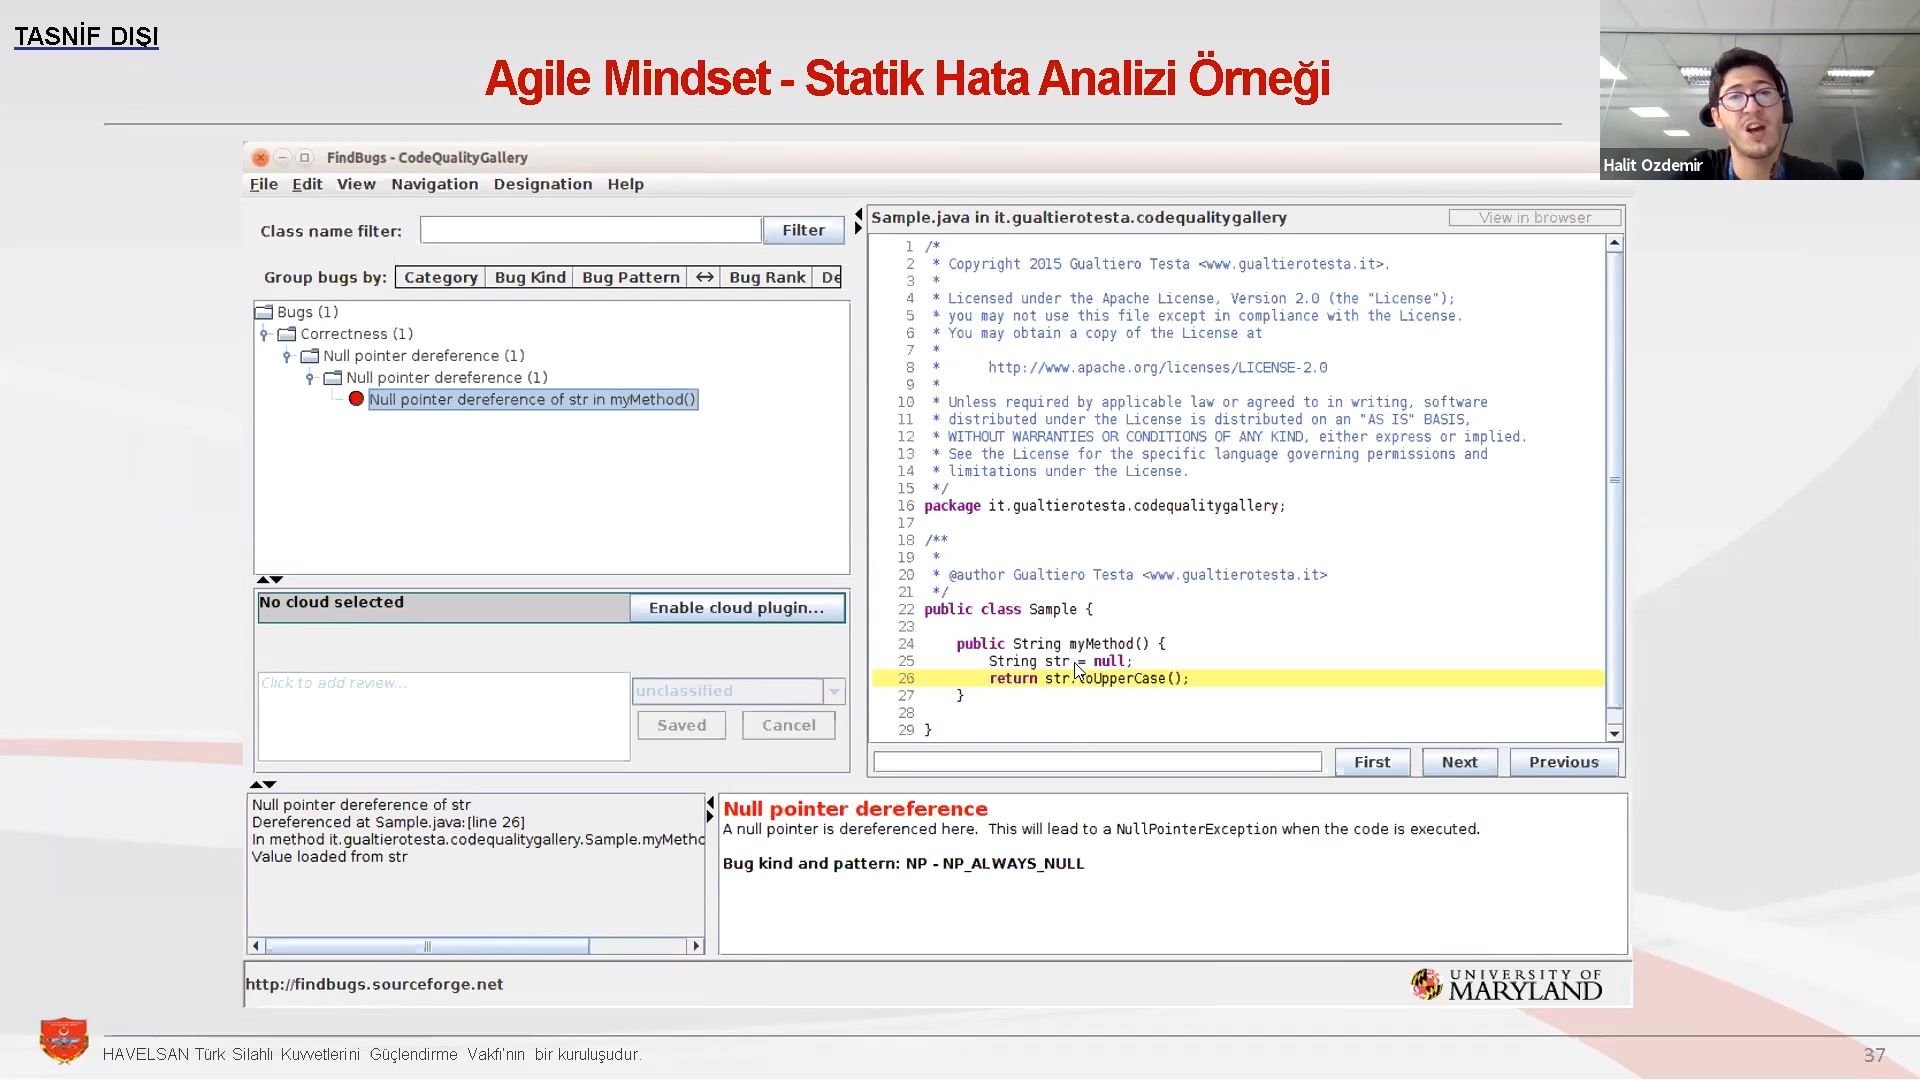 TASNİF DIŞI
Agile Mindset - Statik Hata Analizi Örneği
Halit Ozdemir
FindBugs - CodeQualityGallery
File Edit View Navigation Designation Help
Class name filter:
Filter
Group bugs by: Category Bug Kind Bug Pattern ↔ Bug Rank De
Bugs (1)
Correctness (1)
Null pointer dereference (1)
Null pointer dereference (1)
Null pointer dereference of str in myMethod()
No cloud selected
Enable cloud plugin...
Click to add review...
unclassified
Saved Cancel
Sample.java in it.gualtierotesta.codequalitygallery
View in browser
1 /*
2 * Copyright 2015 Gualtiero Testa <www.gualtierotesta.it>.
3 *
4 * Licensed under the Apache License, Version 2.0 (the "License");
5 * you may not use this file except in compliance with the License.
6 * You may obtain a copy of the License at
7 *
8 * http://www.apache.org/licenses/LICENSE-2.0
9 *
10 * Unless required by applicable law or agreed to in writing, software
11 * distributed under the License is distributed on an "AS IS" BASIS,
12 * WITHOUT WARRANTIES OR CONDITIONS OF ANY KIND, either express or implied.
13 * See the License for the specific language governing permissions and
14 * limitations under the License.
15 */
16 package it.gualtierotesta.codequalitygallery;
17
18 /**
19 *
20 * @author Gualtiero Testa <www.gualtierotesta.it>
21 */
22 public class Sample {
23
24 public String myMethod() {
25 String str = null;
26 return str.toUpperCase();
27 }
28
29 }
First Next Previous
Null pointer dereference of str
Dereferenced at Sample.java:[line 26]
In method it.gualtierotesta.codequalitygallery.Sample.myMetho
Value loaded from str
Null pointer dereference
A null pointer is dereferenced here. This will lead to a NullPointerException when the code is executed.
Bug kind and pattern: NP - NP_ALWAYS_NULL
http://findbugs.sourceforge.net
UNIVERSITY OF
MARYLAND
HAVELSAN Türk Silahlı Kuvvetlerini Güçlendirme Vakfı'nın bir kuruluşudur.
37